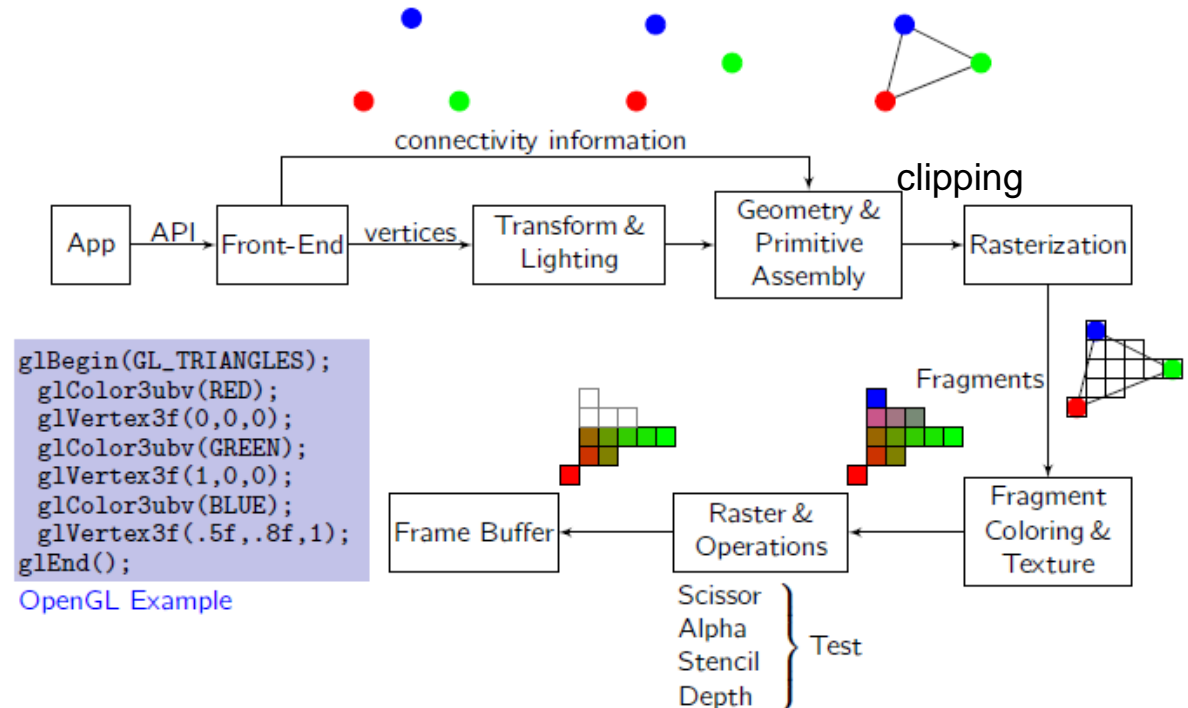 connectivity information
clipping
App
API
Front-End
vertices
Transform &
Lighting
Geometry &
Primitive
Assembly
Rasterization
glBegin(GL_TRIANGLES);
glColor3ubv(RED);
glVertex3f(0,0,0);
glColor3ubv(GREEN);
glVertex3f(1,0,0);
glColor3ubv(BLUE);
glVertex3f(.5f,.8f,1);
glEnd();
OpenGL Example
Fragments
Frame Buffer
Raster &
Operations
Fragment
Coloring &
Texture
Scissor
Alpha
Stencil
Depth
Test